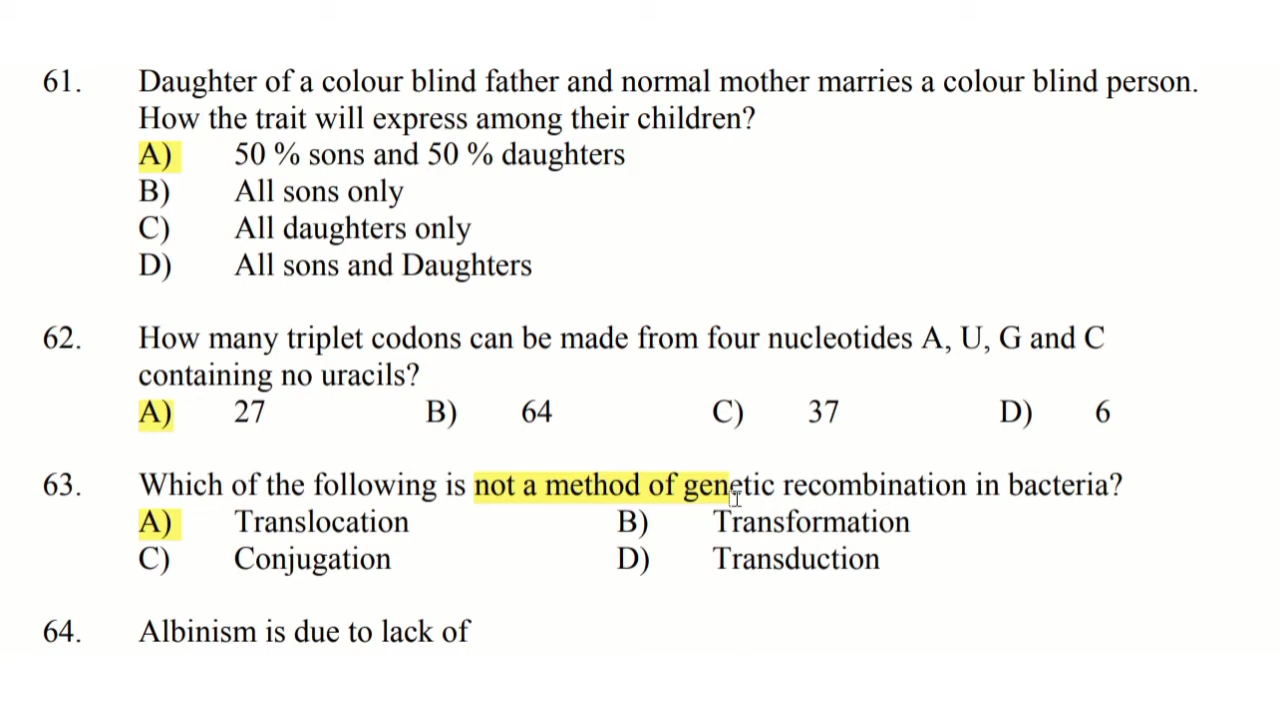 61. Daughter of a colour blind father and normal mother marries a colour blind person.
How the trait will express among their children?
A) 50 % sons and 50 % daughters
B) All sons only
C) All daughters only
D) All sons and Daughters
62. How many triplet codons can be made from four nucleotides A, U, G and C
containing no uracils?
A) 27 B) 64 C) 37 D) 6
63. Which of the following is not a method of genetic recombination in bacteria?
A) Translocation B) Transformation
C) Conjugation D) Transduction
64. Albinism is due to lack of